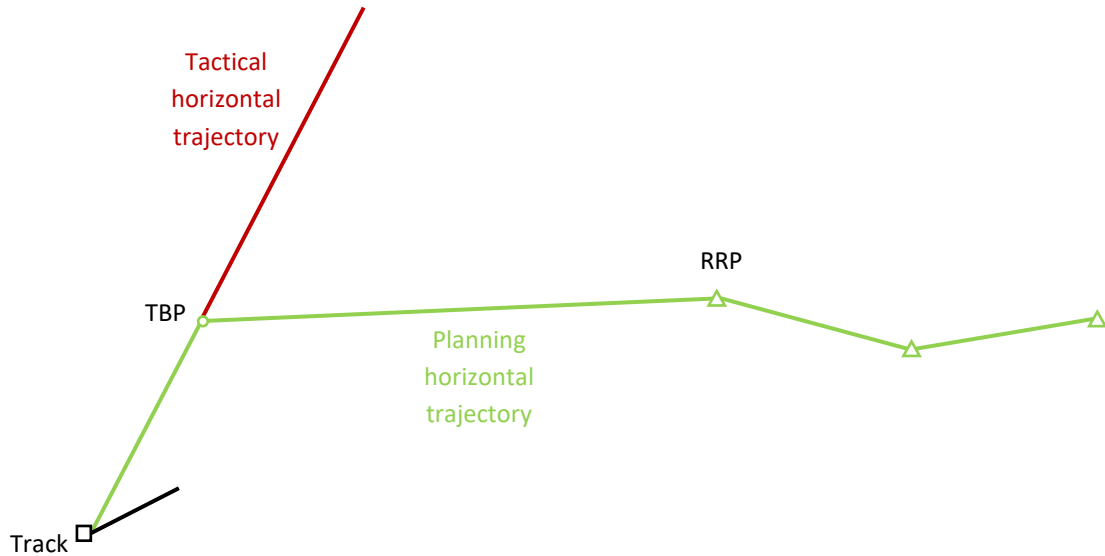 Tactical
horizontal
trajectory
RRP
TBP
Planning
horizontal
trajectory
Track